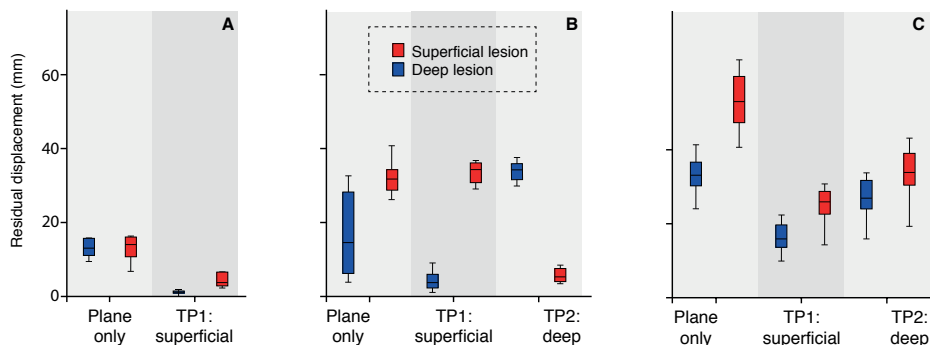 A
B
C
Residual displacement (mm)
60
40
20
0
Superficial lesion
Deep lesion
Plane
only
TP1:
superficial
Plane
only
TP1:
superficial
TP2:
deep
Plane
only
TP1:
superficial
TP2:
deep